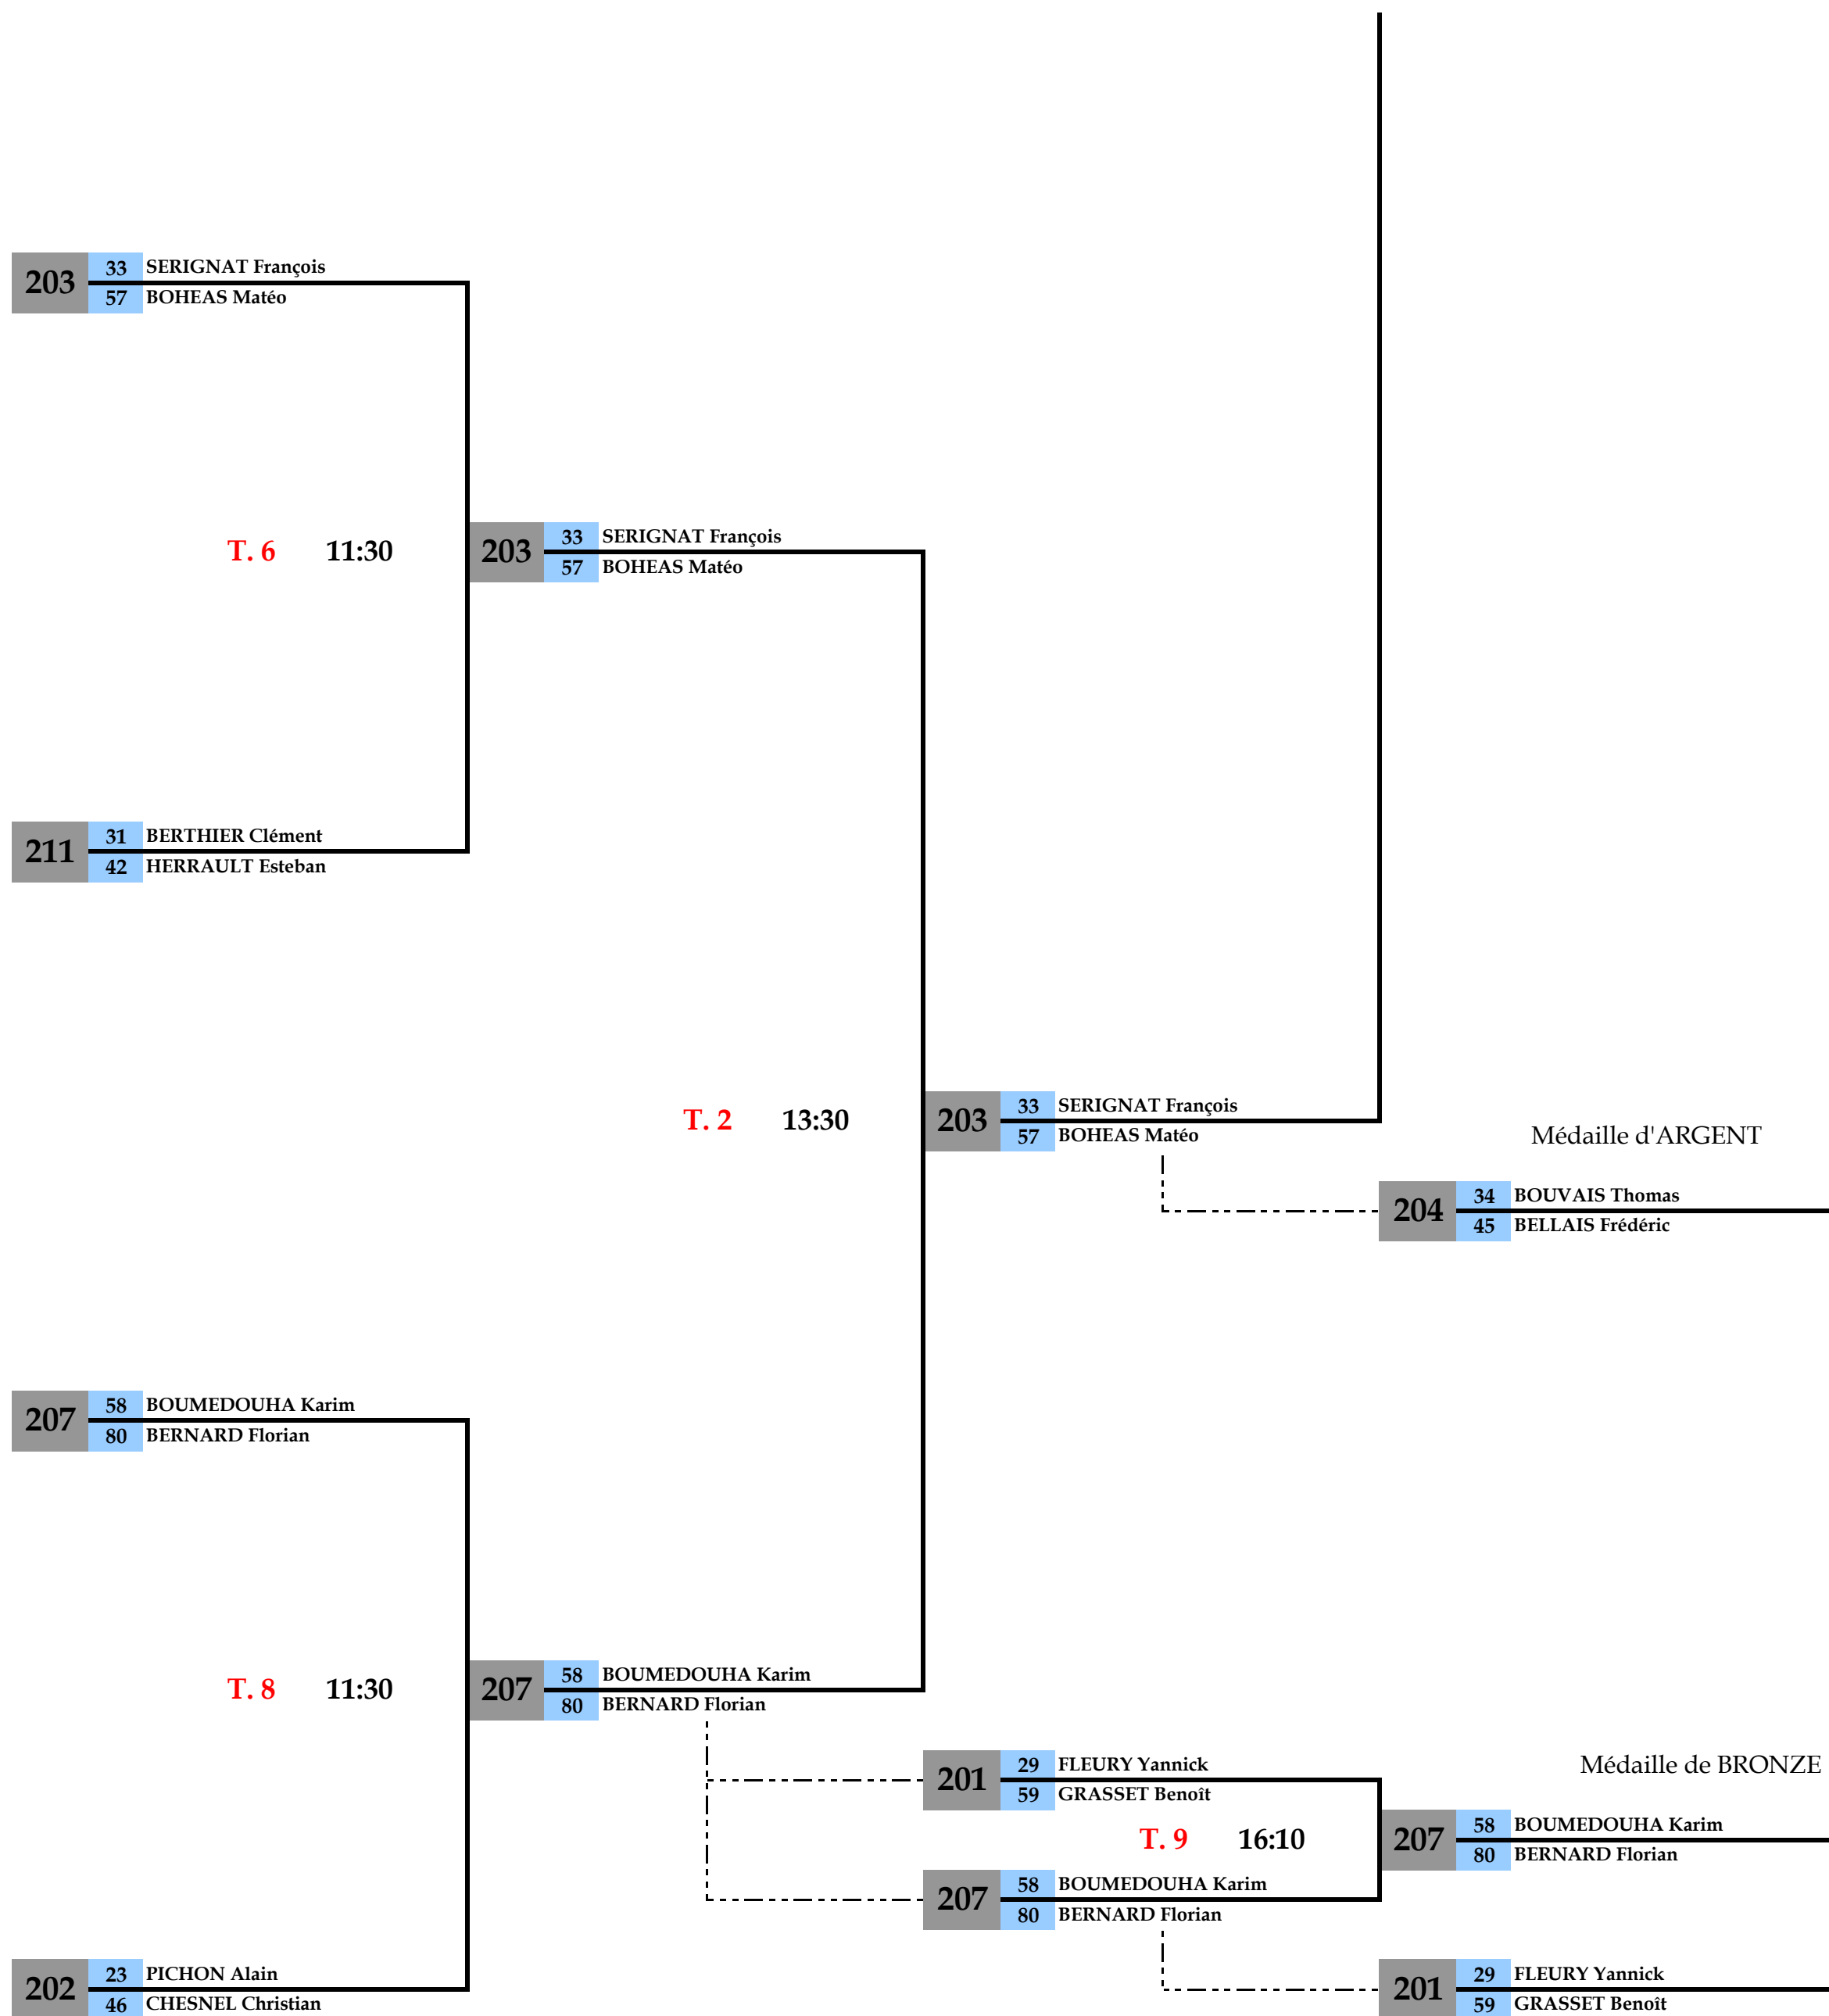 203
33 SERIGNAT François
57 BOHEAS Matéo
T. 6 11:30
203
33 SERIGNAT François
57 BOHEAS Matéo
211
31 BERTHIER Clément
42 HERRAULT Esteban
T. 2 13:30
203
33 SERIGNAT François
57 BOHEAS Matéo
Médaille d'ARGENT
204
34 BOUVAIS Thomas
45 BELLAIS Frédéric
207
58 BOUMEDOUHA Karim
80 BERNARD Florian
T. 8 11:30
207
58 BOUMEDOUHA Karim
80 BERNARD Florian
201
29 FLEURY Yannick
59 GRASSET Benoît
Médaille de BRONZE
T. 9 16:10
207
58 BOUMEDOUHA Karim
80 BERNARD Florian
207
58 BOUMEDOUHA Karim
80 BERNARD Florian
202
23 PICHON Alain
46 CHESNEL Christian
201
29 FLEURY Yannick
59 GRASSET Benoît